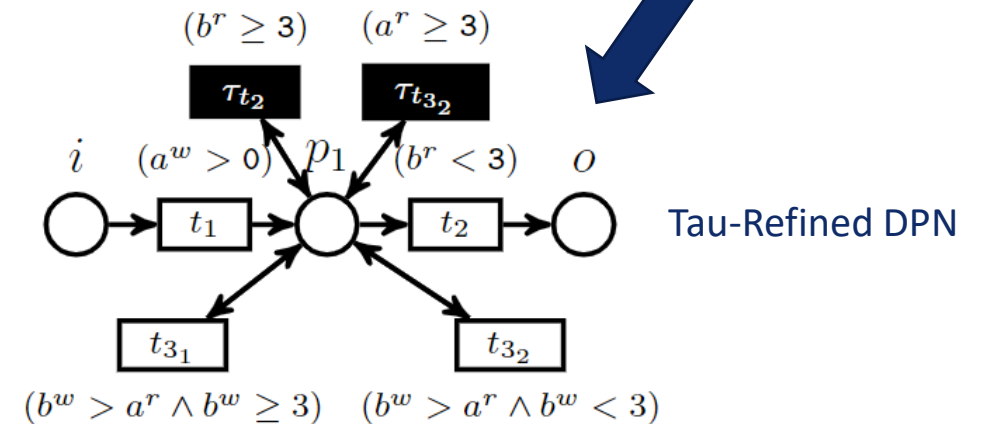 (b^r ≥ 3) (a^r ≥ 3)
τ_{t_2} τ_{t_{3_2}}
i (a^w > 0) p_1 (b^r < 3) o
t_1 t_2 Tau-Refined DPN
t_{3_1} t_{3_2}
(b^w > a^r ∧ b^w ≥ 3) (b^w > a^r ∧ b^w < 3)